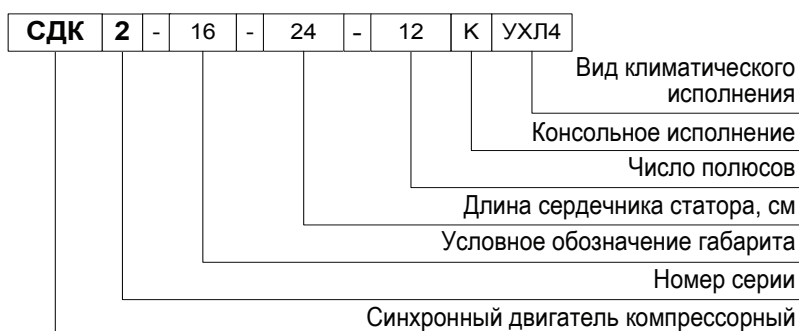 СДК 2 - 16 - 24 - 12 К УХЛ4
Вид климатического
исполнения
Консольное исполнение
Число полюсов
Длина сердечника статора, см
Условное обозначение габарита
Номер серии
Синхронный двигатель компрессорный